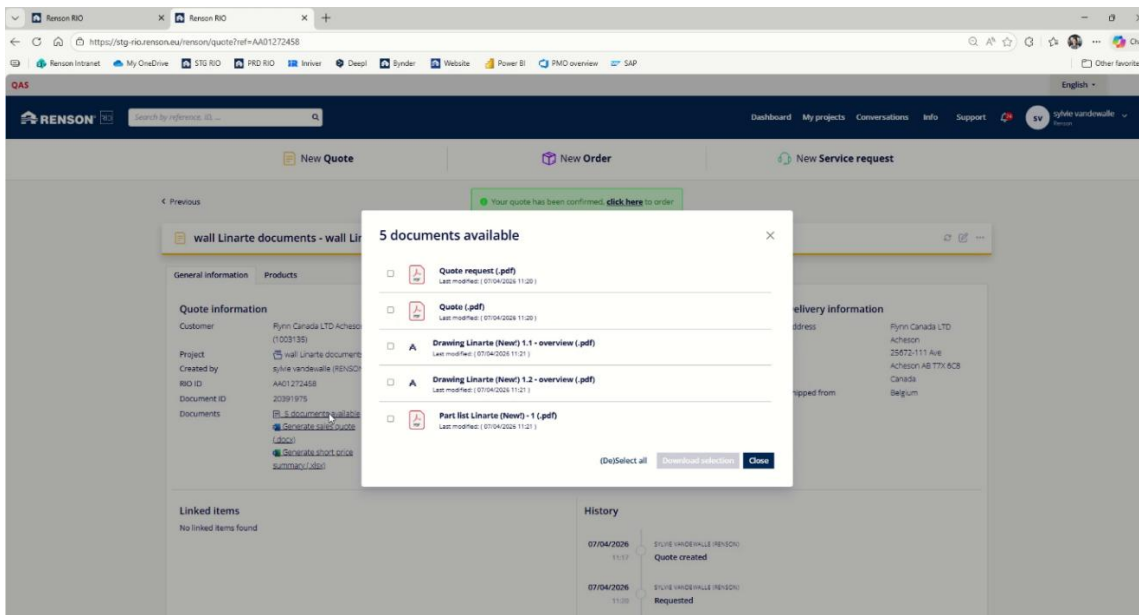 Renson RIO
Renson RIO
https://stg-rio.renson.eu/renson/quote?ref=AA01272458
Renson Intranet
My OneDrive
STG RIO
PRD RIO
Inriver
Deepl
Bynder
Website
Power BI
PMO overview
SAP
Other favorite
QAS
English
RENSON RIO
Search by reference, ID, ...
Dashboard
My projects
Conversations
Info
Support
SV
sylvie vandewalle
Renson
New Quote
New Order
New Service request
Previous
Your quote has been confirmed, click here to order
wall Linarte documents - wall Lin
General information
Products
Quote information
Customer
Flynn Canada LTD Acheso
(1003135)
Project
wall Linarte documents
Created by
sylvie vandewalle (RENSON
RIO ID
AA01272458
Document ID
20391975
Documents
5 documents available
Generate sales quote
(.docx)
Generate short price
summary (.xlsx)
5 documents available
Quote request (.pdf)
Last modified: ( 07/04/2026 11:20 )
Quote (.pdf)
Last modified: ( 07/04/2026 11:20 )
Drawing Linarte (New!) 1.1 - overview (.pdf)
Last modified: ( 07/04/2026 11:21 )
Drawing Linarte (New!) 1.2 - overview (.pdf)
Last modified: ( 07/04/2026 11:21 )
Part list Linarte (New!) - 1 (.pdf)
Last modified: ( 07/04/2026 11:21 )
(De)Select all
Download selection
Close
elivery information
ddress
Flynn Canada LTD
Acheson
25672-111 Ave
Acheson AB T7X 6C8
Canada
hipped from
Belgium
Linked items
No linked items found
History
07/04/2026
SYLVIE VANDEWALLE (RENSON)
11:17
Quote created
07/04/2026
SYLVIE VANDEWALLE (RENSON)
11:20
Requested